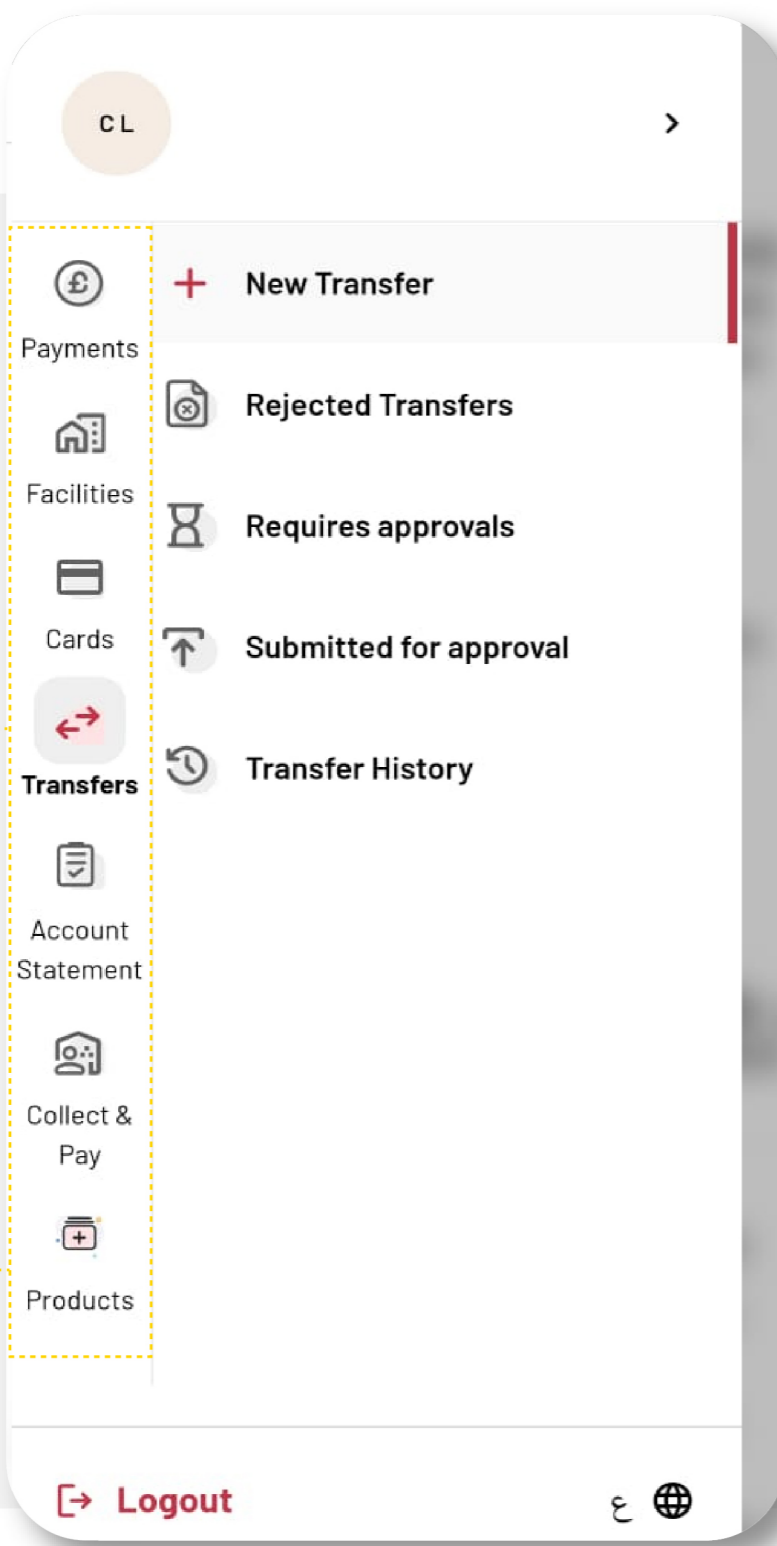 CL
Payments
Facilities
Cards
Transfers
Account
Statement
Collect &
Pay
Products
New Transfer
Rejected Transfers
Requires approvals
Submitted for approval
Transfer History
Logout
ع